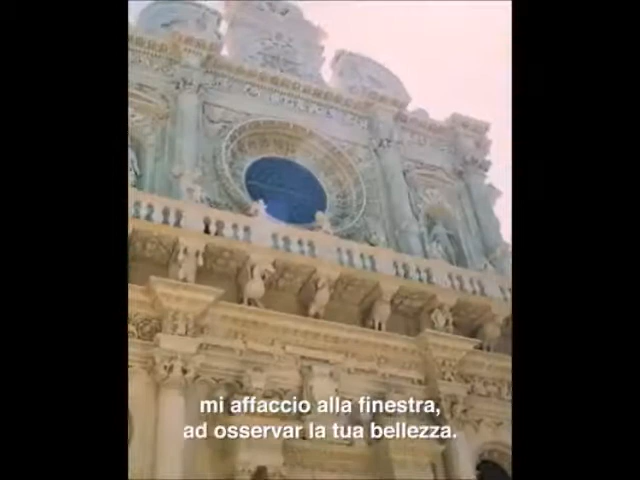 mi affaccio alla finestra,
ad osservar la tua bellezza.